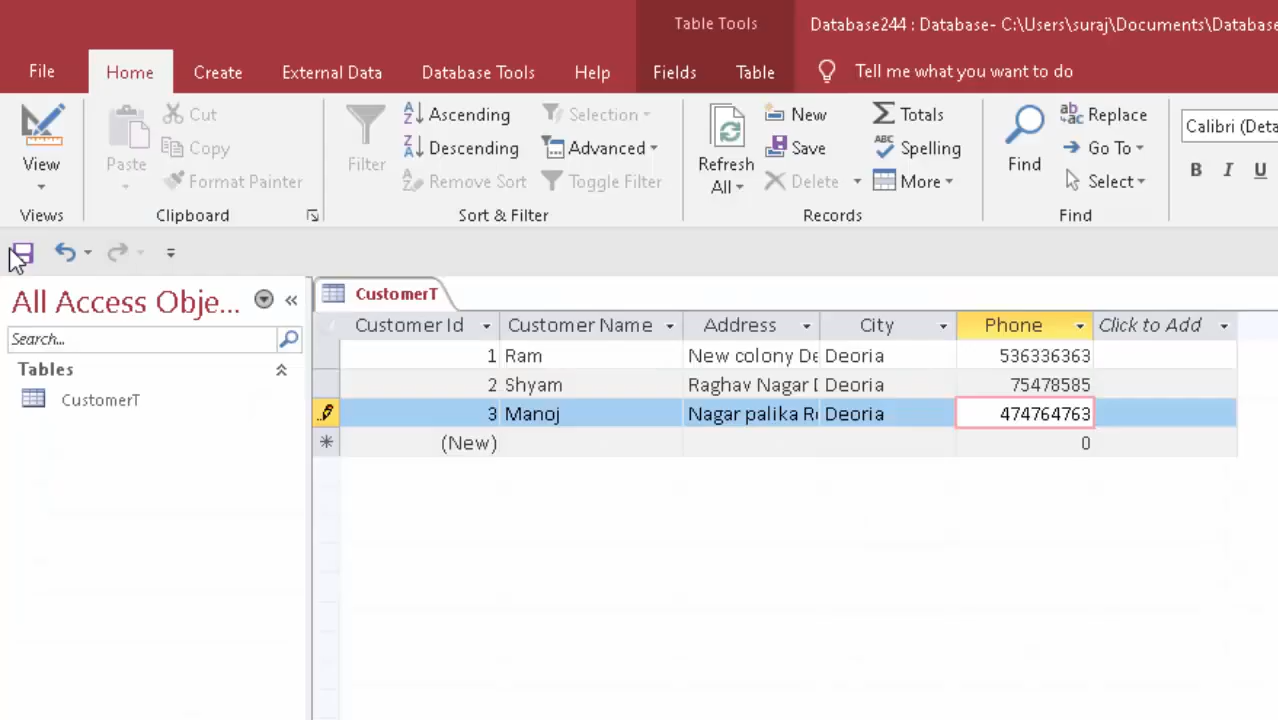 Table Tools
Database244 : Database- C:\Users\suraj\Documents\Database
File Home Create External Data Database Tools Help Fields Table Tell me what you want to do
View
Views
Paste
Cut
Copy
Format Painter
Clipboard
Filter
Ascending
Descending
Remove Sort
Selection
Advanced
Toggle Filter
Sort & Filter
Refresh
All
New
Save
Delete
Totals
Spelling
More
Records
Find
Replace
Go To
Select
Find
Calibri (Deta
B I U
All Access Obje...
Search...
Tables
CustomerT
CustomerT
Customer Id Customer Name Address City Phone Click to Add
1 Ram New colony De Deoria 536336363
2 Shyam Raghav Nagar D Deoria 75478585
3 Manoj Nagar palika Ro Deoria 474764763
(New) 0